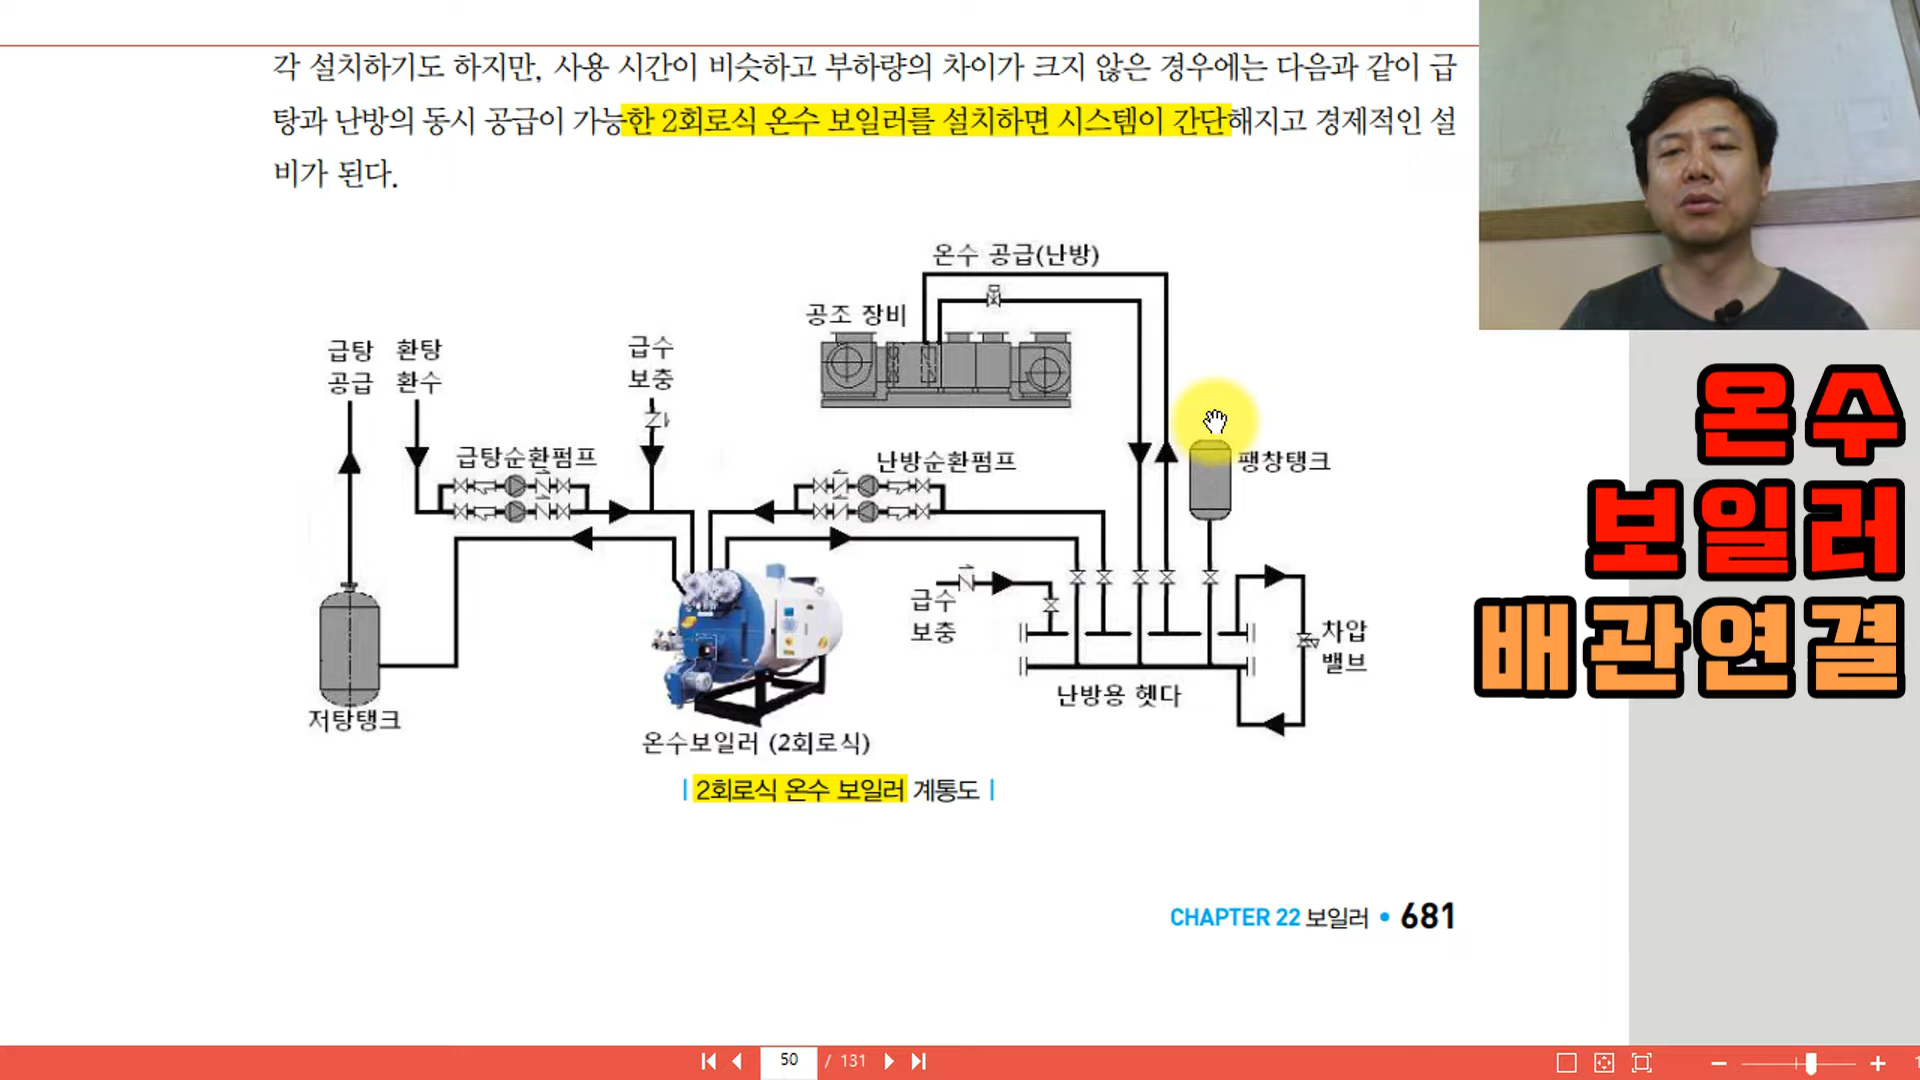 각 설치하기도 하지만, 사용 시간이 비슷하고 부하량의 차이가 크지 않은 경우에는 다음과 같이 급
탕과 난방의 동시 공급이 가능한 2회로식 온수 보일러를 설치하면 시스템이 간단해지고 경제적인 설
비가 된다.
온수 공급(난방)
공조 장비
급탕
공급
환탕
환수
급수
보충
급탕순환펌프
난방순환펌프
팽창탱크
급수
보충
차압
밸브
난방용 헷다
저탕탱크
온수보일러 (2회로식)
| 2회로식 온수 보일러 계통도 |
온수
보일러
배관연결
CHAPTER 22 보일러 • 681
50 / 131